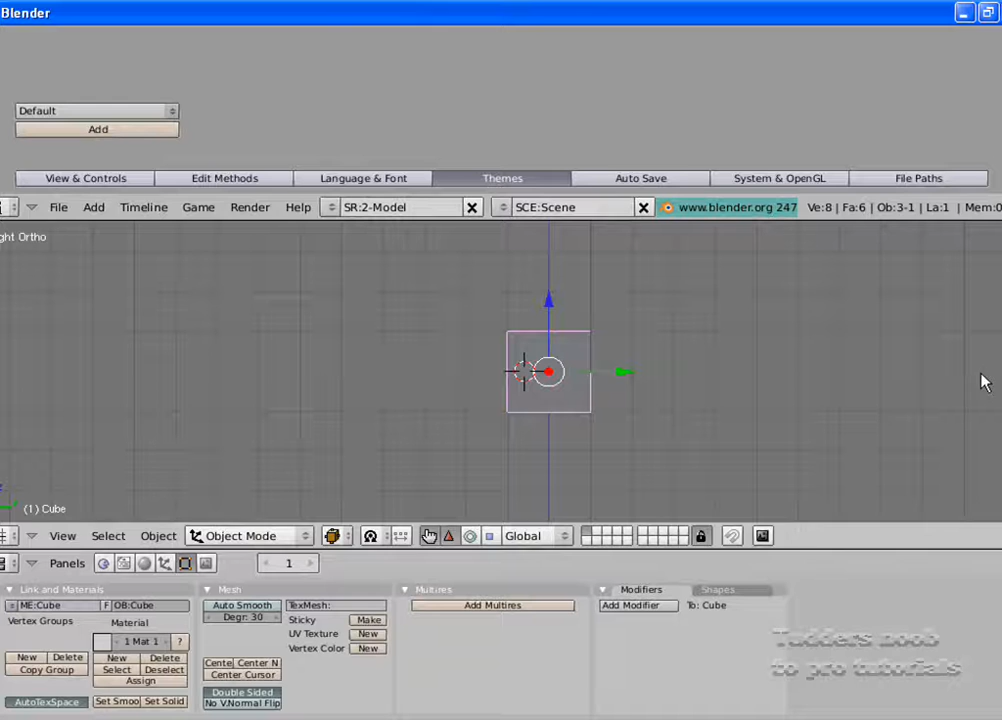 Blender
Default
Add
View & Controls Edit Methods Language & Font Themes Auto Save System & OpenGL File Paths
File Add Timeline Game Render Help SR:2-Model SCE:Scene www.blender.org 247 Ve:8 | Fa:6 | Ob:3-1 | La:1 | Mem:0
ght Ortho
z
(1) Cube
View Select Object Object Mode Global
Panels 1
Link and Materials Mesh Multires Modifiers Shapes
ME:Cube F OB:Cube Auto Smooth TexMesh: Add Multires Add Modifier To: Cube
Vertex Groups Material Degr: 30 Sticky Make
1 Mat 1 ? UV Texture New
Vertex Color New
New Delete New Delete Cente Center N
Copy Group Select Deselect Center Cursor
Assign
Double Sided
AutoTexSpace Set Smoo Set Solid No V.Normal Flip
Tudders noob
to pro tutorials